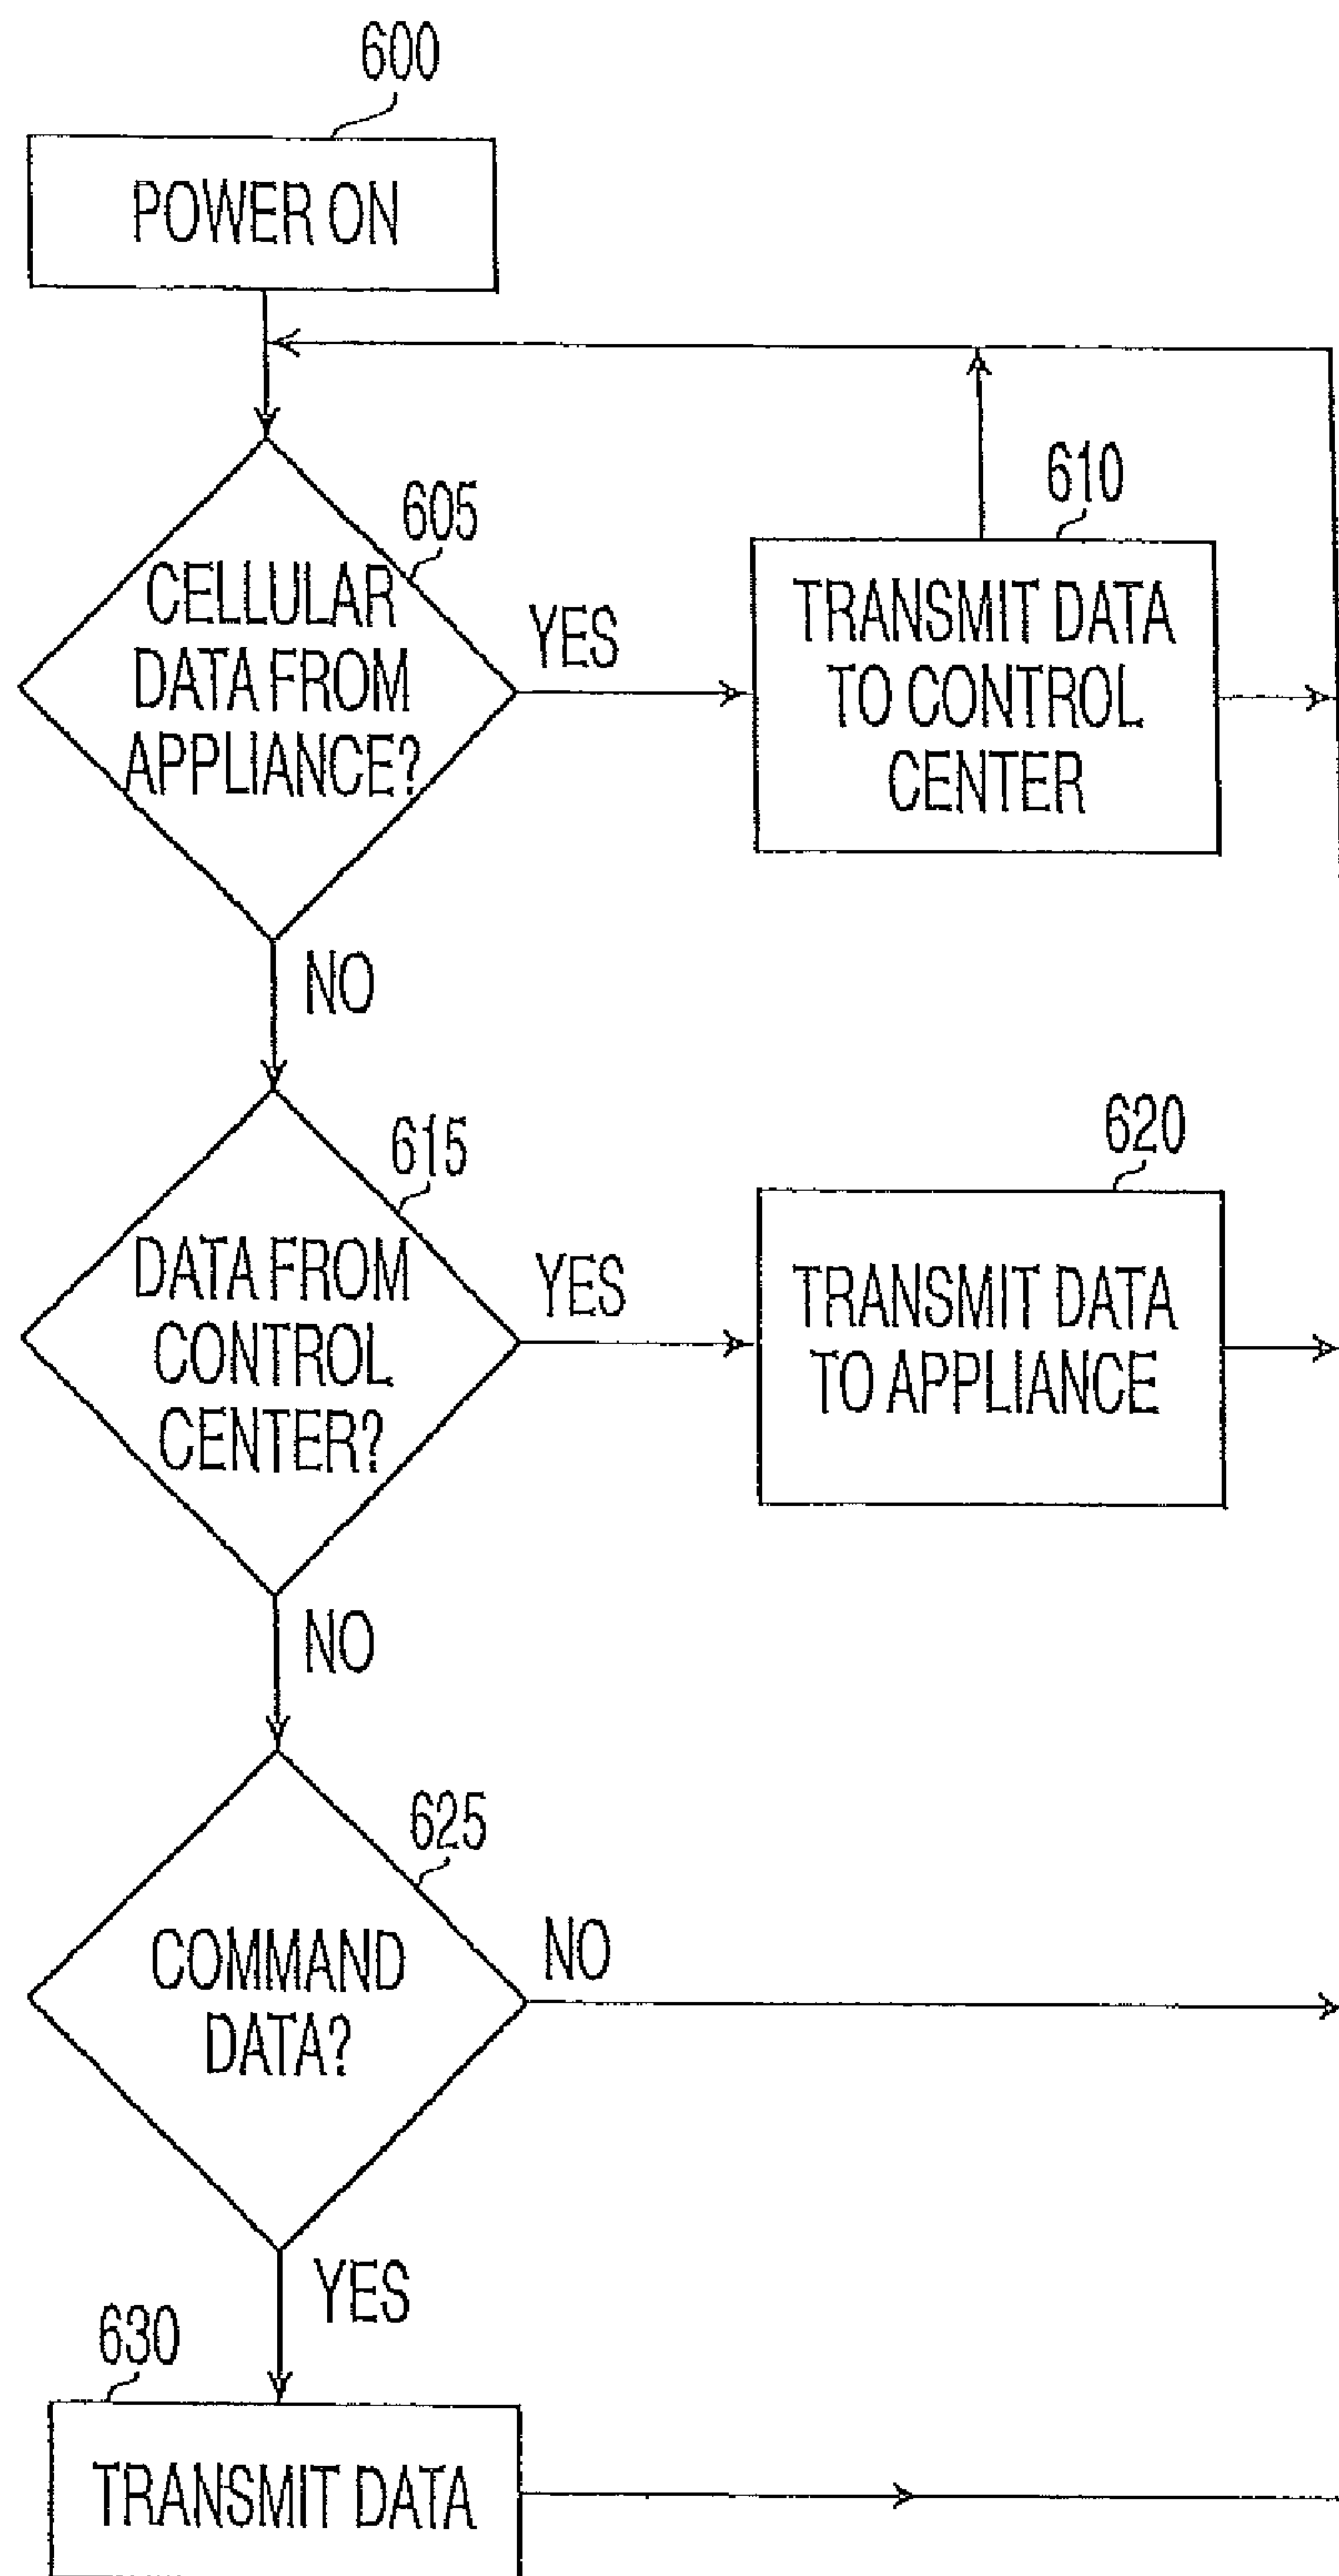 600
POWER ON
605
CELLULAR
DATA FROM
APPLIANCE?
YES
610
TRANSMIT DATA
TO CONTROL
CENTER
NO
615
DATA FROM
CONTROL
CENTER?
YES
620
TRANSMIT DATA
TO APPLIANCE
NO
625
COMMAND
DATA?
NO
YES
630
TRANSMIT DATA